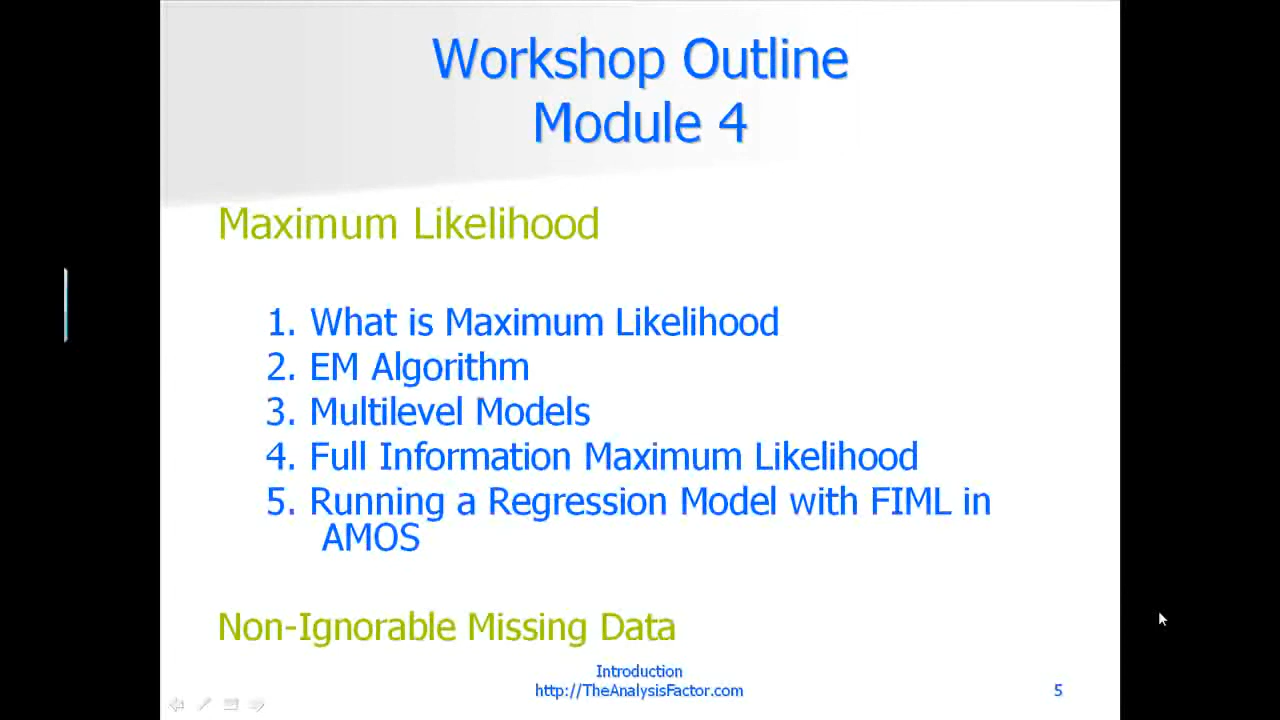 Workshop Outline
Module 4
Maximum Likelihood
1. What is Maximum Likelihood
2. EM Algorithm
3. Multilevel Models
4. Full Information Maximum Likelihood
5. Running a Regression Model with FIML in
AMOS
Non-Ignorable Missing Data
Introduction
http://TheAnalysisFactor.com
5